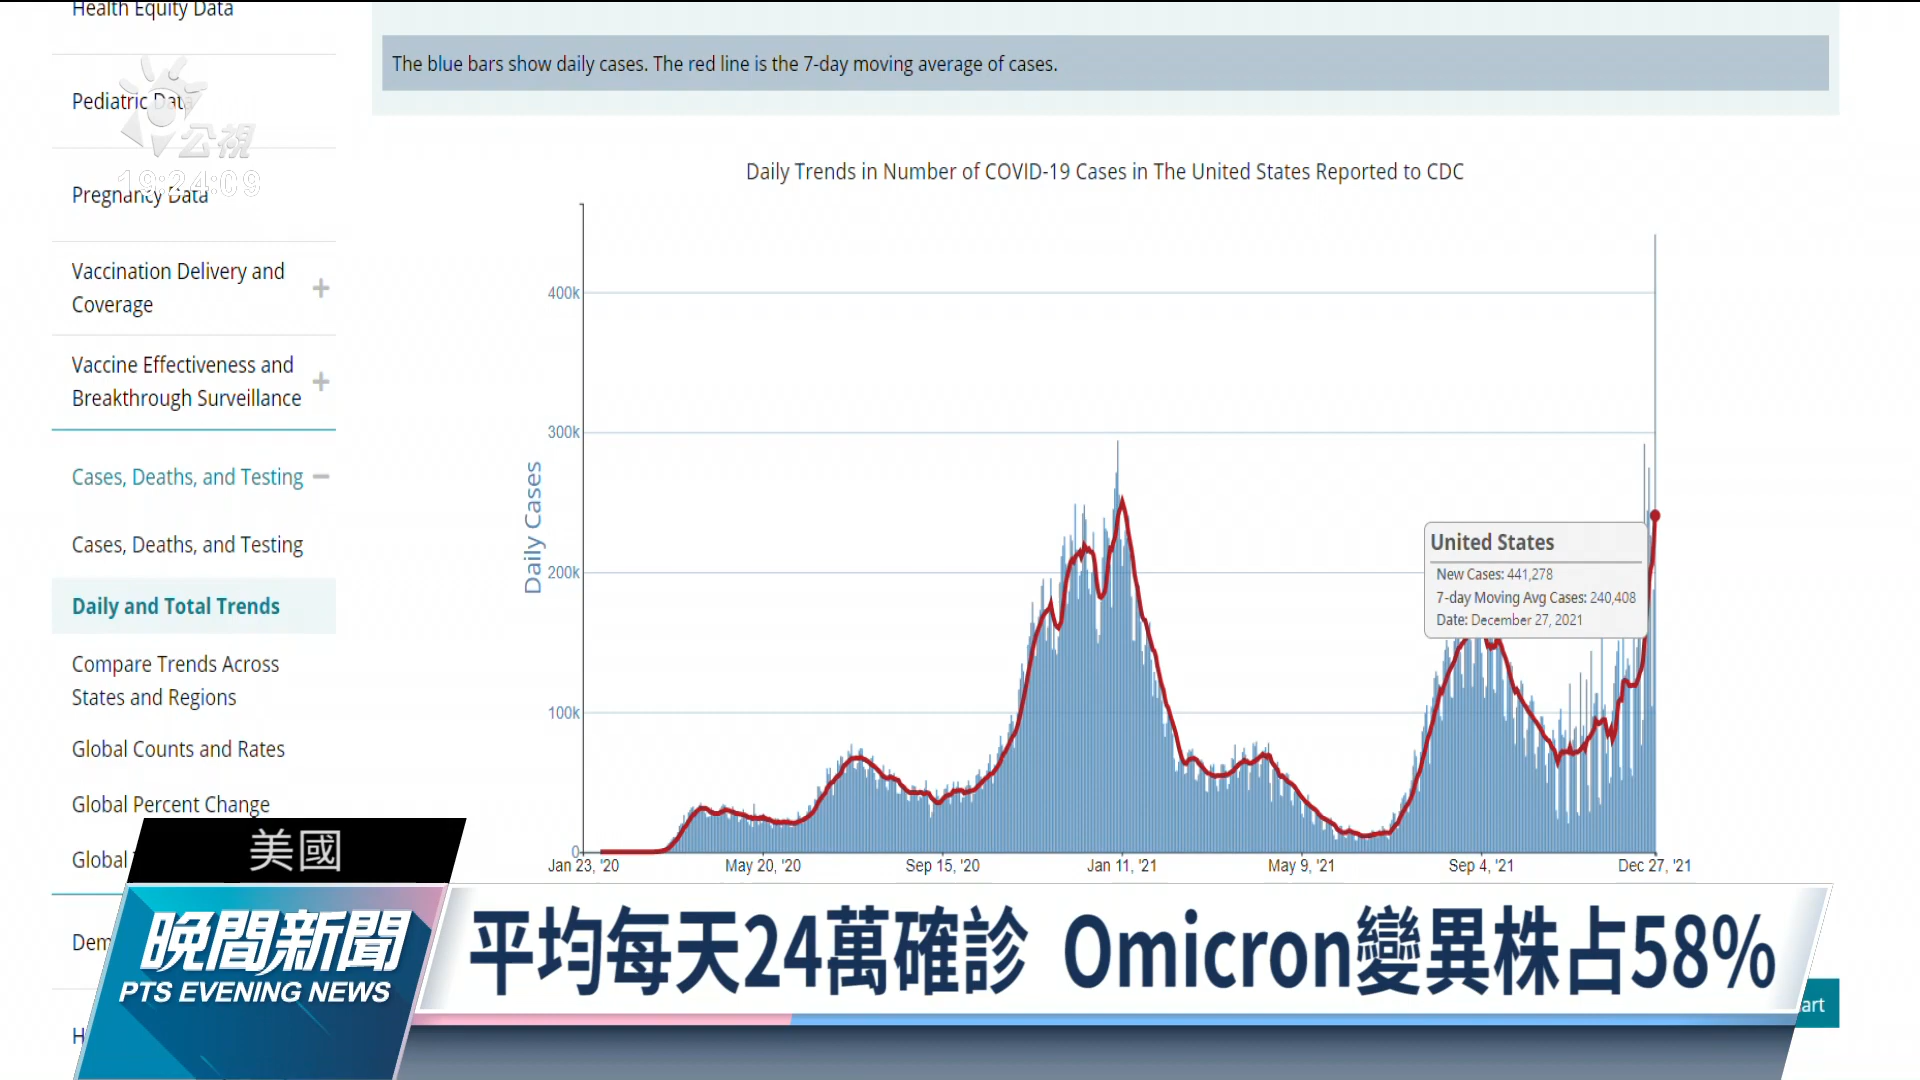 Health Equity Data
Pediatric Data
公視
19:24:09
Pregnancy Data
Vaccination Delivery and
Coverage
Vaccine Effectiveness and
Breakthrough Surveillance
Cases, Deaths, and Testing
Cases, Deaths, and Testing
Daily and Total Trends
Compare Trends Across
States and Regions
Global Counts and Rates
Global Percent Change
Global
Dem
H
The blue bars show daily cases. The red line is the 7-day moving average of cases.
Daily Trends in Number of COVID-19 Cases in The United States Reported to CDC
400k
300k
200k
100k
0
Daily Cases
United States
New Cases: 441,278
7-day Moving Avg Cases: 240,408
Date: December 27, 2021
Jan 23, '20 May 20, '20 Sep 15, '20 Jan 11, '21 May 9, '21 Sep 4, '21 Dec 27, '21
美國
晚間新聞
PTS EVENING NEWS
平均每天24萬確診 Omicron變異株占58%
art